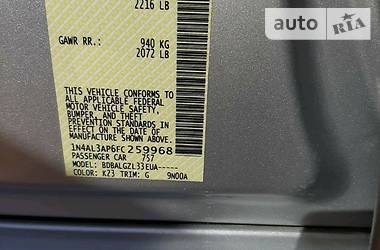 2216 LB
GAWR RR.: 940 KG
2072 LB
THIS VEHICLE CONFORMS TO ALL
APPLICABLE FEDERAL
MOTOR VEHICLE SAFETY,
BUMPER, AND THEFT
PREVENTION STANDARDS
IN EFFECT ON THE DATE OF
MANUFACTURE SHOWN ABOVE.
1N4AL3AP6FC259968
PASSENGER CAR 757
MODEL: BDBALGZL33EUA-----
COLOR: K23 TRIM: G 9N00A
auto RIA